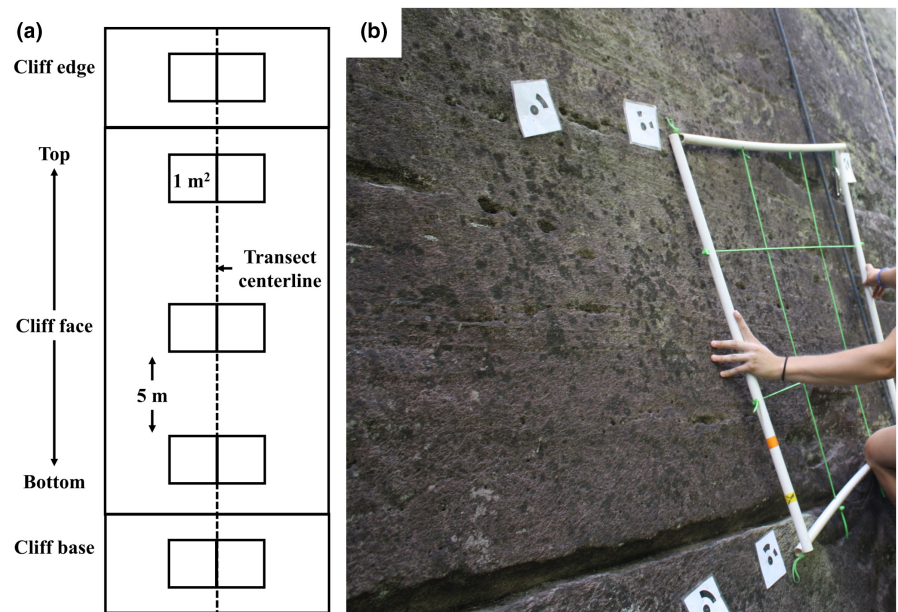 (a)
Cliff edge
Top
1 m²
Transect
centerline
Cliff face
5 m
Bottom
Cliff base
(b)